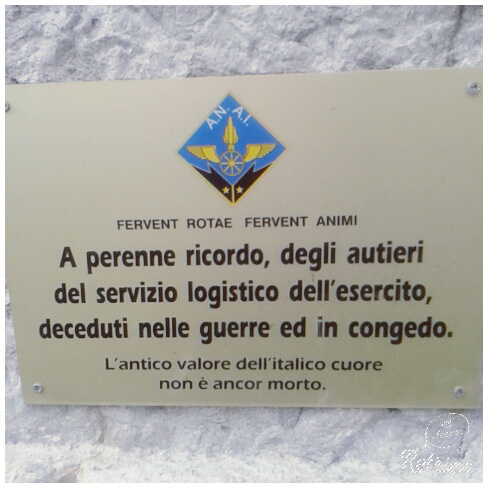 A.N.A.I.
FERVENT ROTAE FERVENT ANIMI
A perenne ricordo, degli autieri
del servizio logistico dell'esercito,
deceduti nelle guerre ed in congedo.
L'antico valore dell'italico cuore
non è ancor morto.
Retrica